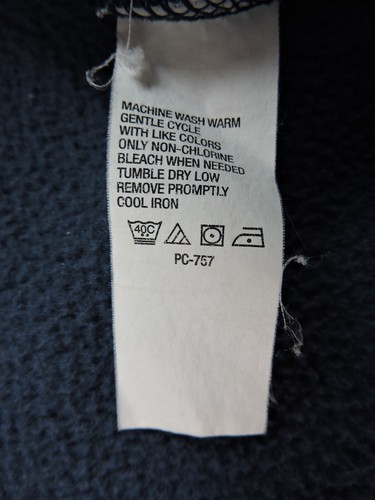 MACHINE WASH WARM
GENTLE CYCLE
WITH LIKE COLORS
ONLY NON-CHLORINE
BLEACH WHEN NEEDED
TUMBLE DRY LOW
REMOVE PROMPTLY
COOL IRON
40C
PC-767